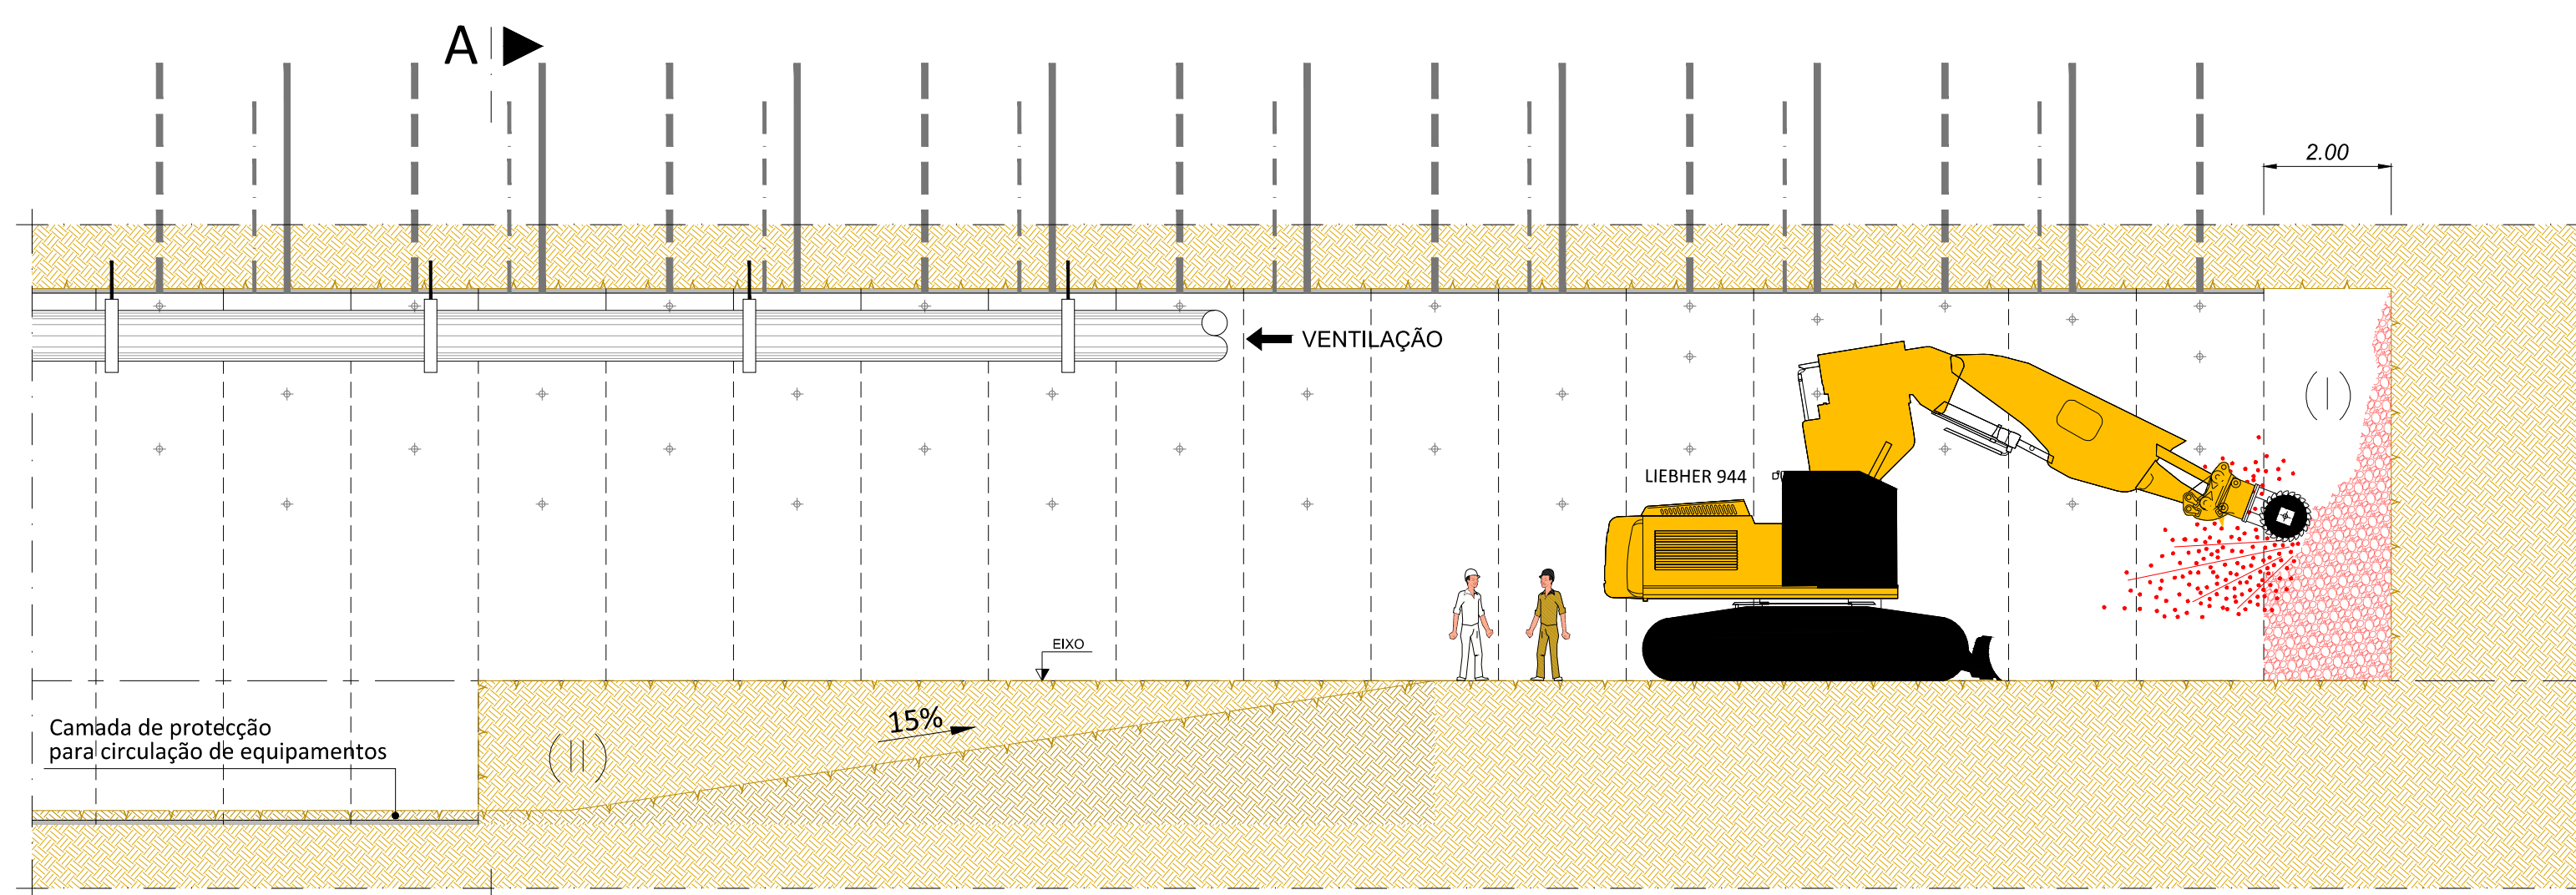 A
2.00
VENTILAÇÃO
(I)
LIEBHER 944
EIXO
Camada de protecção
para circulação de equipamentos
15%
(II)